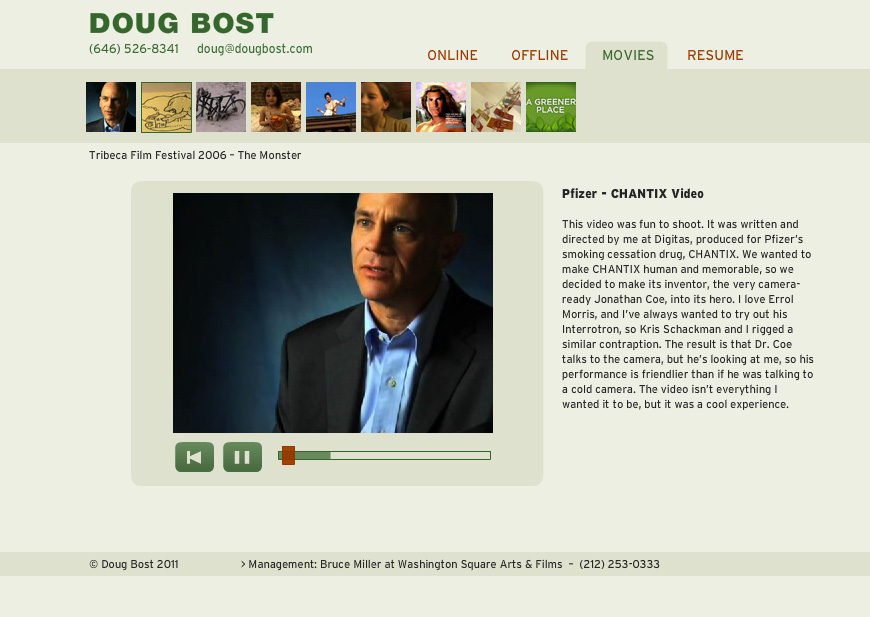 DOUG BOST
(646) 526-8341 doug@dougbost.com
ONLINE OFFLINE MOVIES RESUME
A GREENER
PLACE
Tribeca Film Festival 2006 – The Monster
Pfizer - CHANTIX Video
This video was fun to shoot. It was written and
directed by me at Digitas, produced for Pfizer's
smoking cessation drug, CHANTIX. We wanted to
make CHANTIX human and memorable, so we
decided to make its inventor, the very camera-
ready Jonathan Coe, into its hero. I love Errol
Morris, and I've always wanted to try out his
Interrotron, so Kris Schackman and I rigged a
similar contraption. The result is that Dr. Coe
talks to the camera, but he's looking at me, so his
performance is friendlier than if he was talking to
a cold camera. The video isn't everything I
wanted it to be, but it was a cool experience.
© Doug Bost 2011 > Management: Bruce Miller at Washington Square Arts & Films – (212) 253-0333